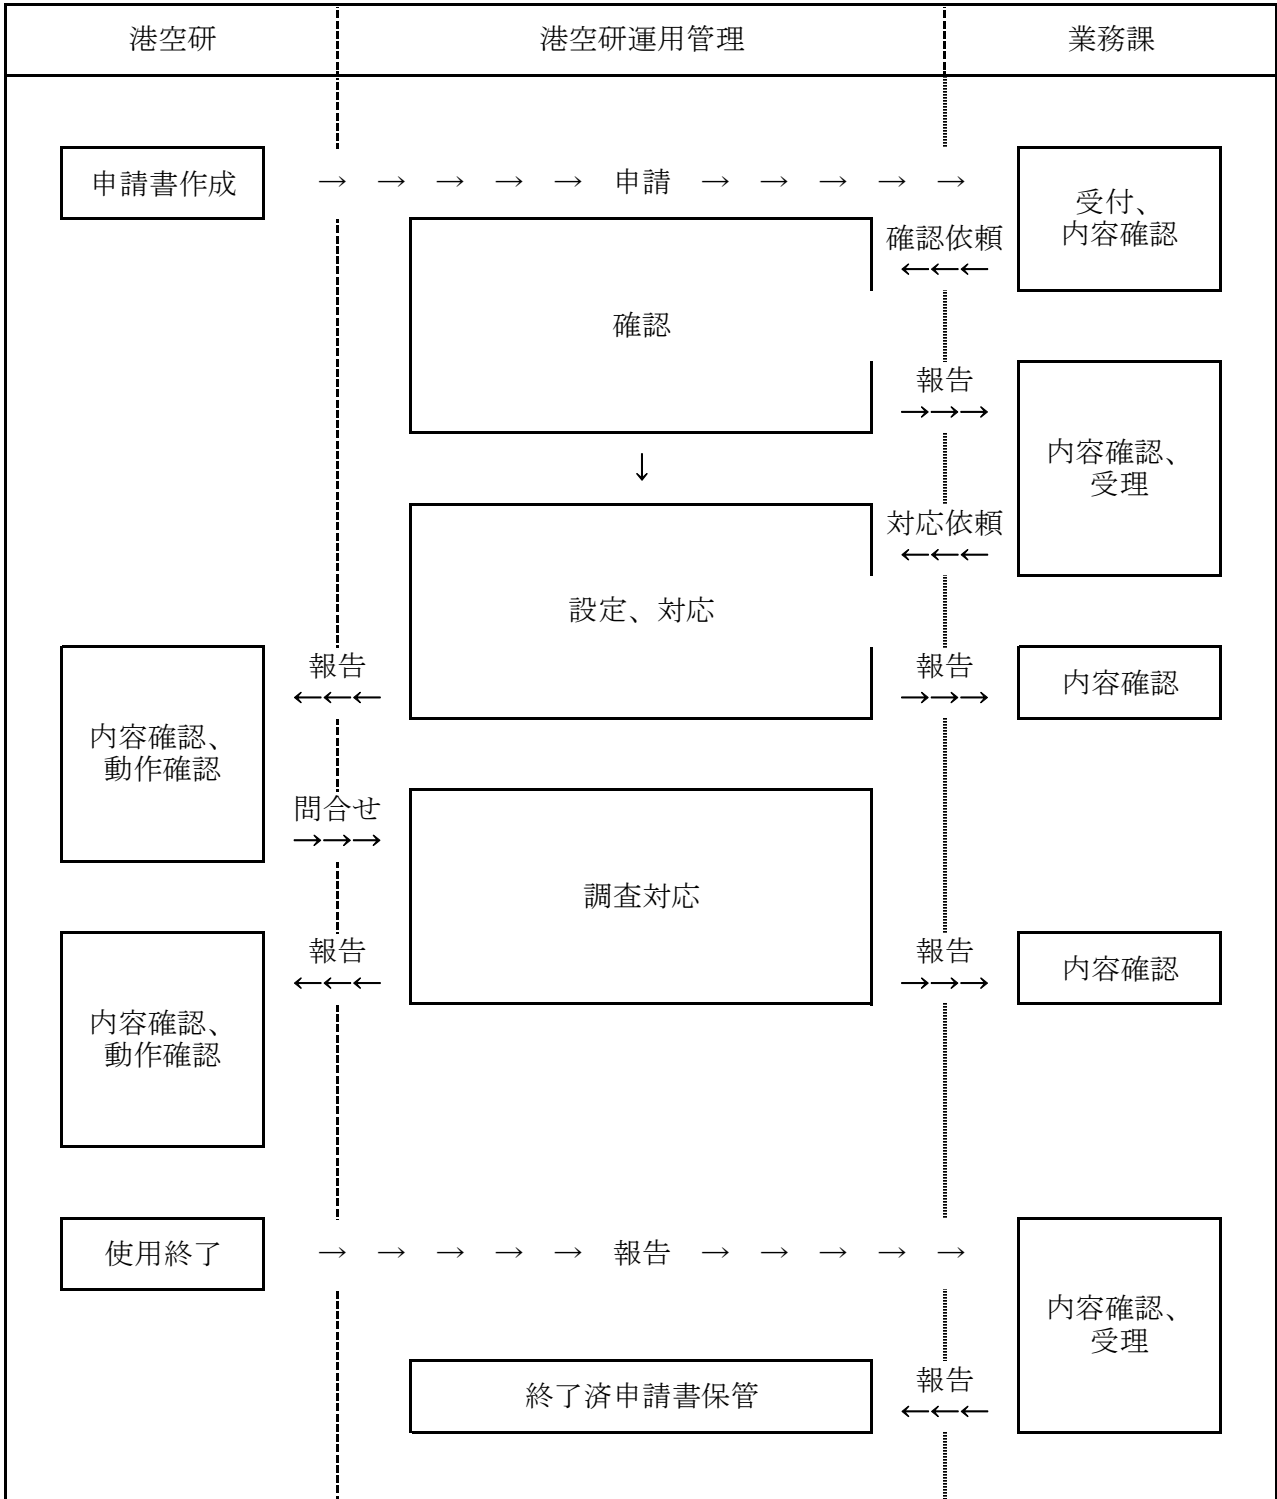 港空研
港空研運用管理
業務課
申請書作成
→ → → → → 申請 → → → → →
受付、
内容確認
確認依頼
←←←
確認
報告
→→→
内容確認、
受理
↓
対応依頼
←←←
設定、対応
報告
←←←
報告
→→→
内容確認
内容確認、
動作確認
問合せ
→→→
調査対応
報告
←←←
報告
→→→
内容確認
内容確認、
動作確認
使用終了
→ → → → → 報告 → → → → →
内容確認、
受理
終了済申請書保管
報告
←←←